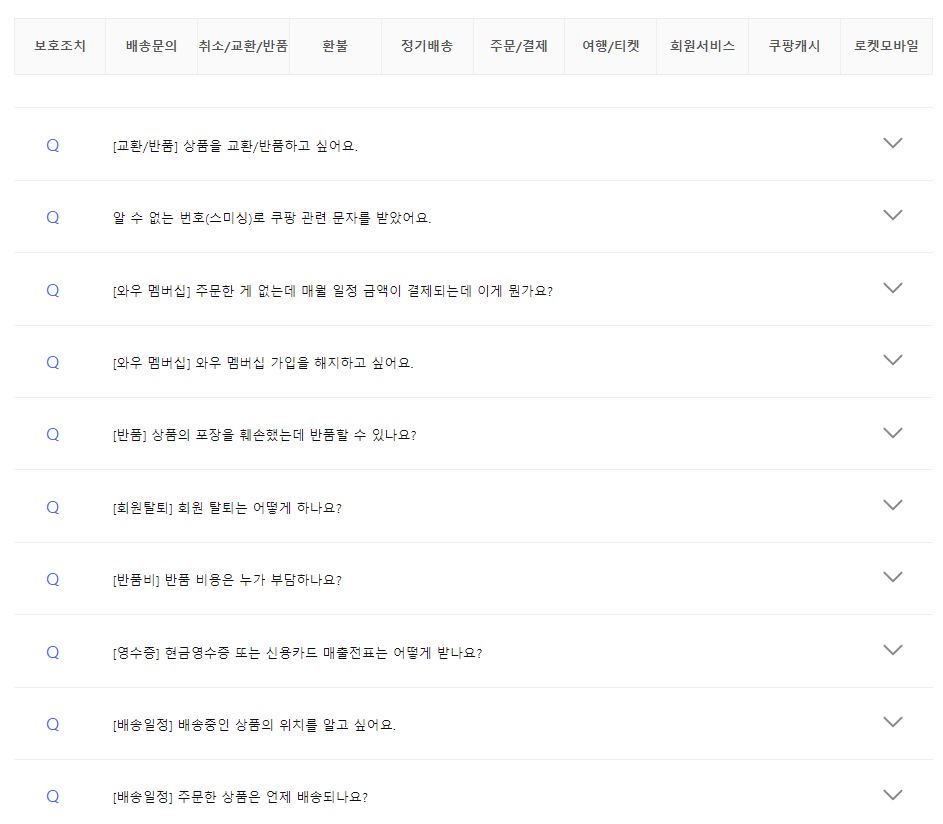 보호조치 배송문의 취소/교환/반품 환불 정기배송 주문/결제 여행/티켓 회원서비스 쿠팡캐시 로켓모바일
Q [교환/반품] 상품을 교환/반품하고 싶어요.
Q 알 수 없는 번호(스미싱)로 쿠팡 관련 문자를 받았어요.
Q [와우 멤버십] 주문한 게 없는데 매월 일정 금액이 결제되는데 이게 뭔가요?
Q [와우 멤버십] 와우 멤버십 가입을 해지하고 싶어요.
Q [반품] 상품의 포장을 훼손했는데 반품할 수 있나요?
Q [회원탈퇴] 회원 탈퇴는 어떻게 하나요?
Q [반품비] 반품 비용은 누가 부담하나요?
Q [영수증] 현금영수증 또는 신용카드 매출전표는 어떻게 받나요?
Q [배송일정] 배송중인 상품의 위치를 알고 싶어요.
Q [배송일정] 주문한 상품은 언제 배송되나요?